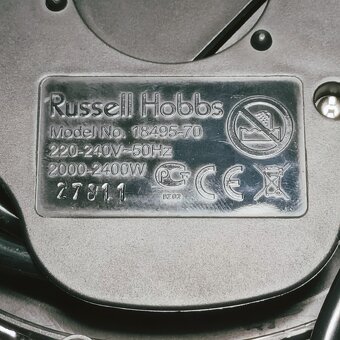 Russell Hobbs
Model No. 18495-70
220-240V~50Hz
2000-2400W
27811